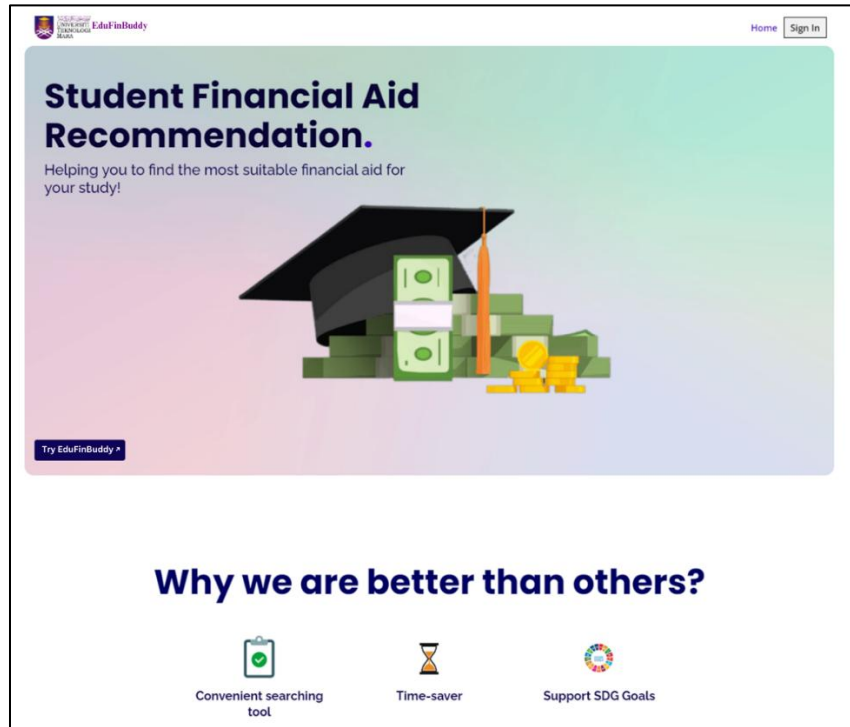 UNIVERSITI
TEKNOLOGI
MARA
EduFinBuddy
Home
Sign In
Student Financial Aid
Recommendation.
Helping you to find the most suitable financial aid for
your study!
Try EduFinBuddy ↗
Why we are better than others?
Convenient searching
tool
Time-saver
Support SDG Goals